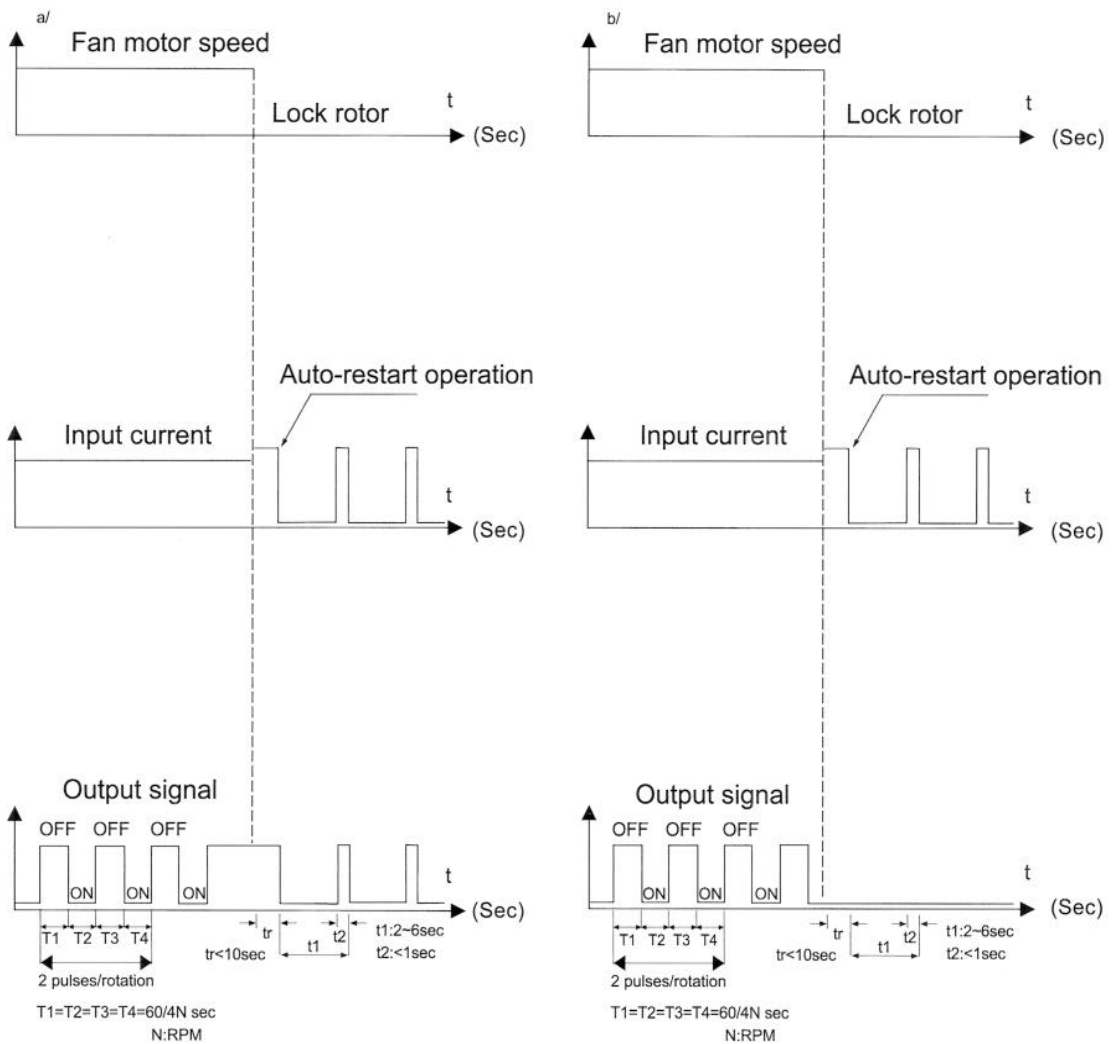 a/
Fan motor speed
t
Lock rotor
(Sec)
Auto-restart operation
Input current
t
(Sec)
Output signal
OFF OFF OFF
t
ON ON ON
(Sec)
T1 T2 T3 T4
tr
t1
t2
t1:2~6sec
tr<10sec
t2:<1sec
2 pulses/rotation
T1=T2=T3=T4=60/4N sec
N:RPM
b/
Fan motor speed
t
Lock rotor
(Sec)
Auto-restart operation
Input current
t
(Sec)
Output signal
OFF OFF OFF
t
ON ON ON
(Sec)
T1 T2 T3 T4
tr
t1
t2
t1:2~6sec
tr<10sec
t2:<1sec
2 pulses/rotation
T1=T2=T3=T4=60/4N sec
N:RPM